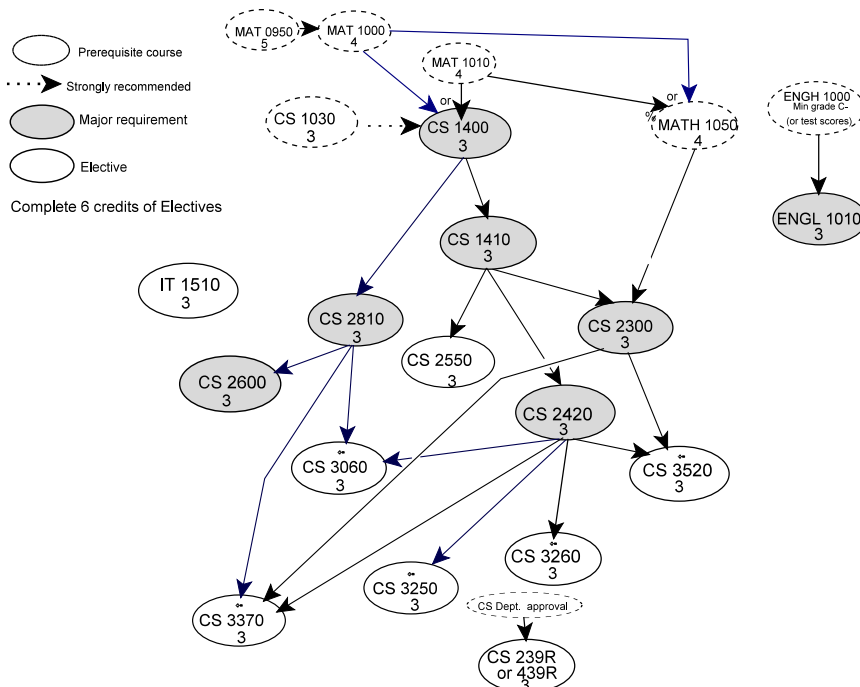 Prerequisite course
Strongly recommended
Major requirement
Elective
Complete 6 credits of Electives
MAT 0950
5
MAT 1000
4
MAT 1010
4
or
CS 1030
3
CS 1400
3
or
%
MATH 1050
4
ENGH 1000
Min grade C-
(or test scores)
ENGL 1010
3
CS 1410
3
IT 1510
3
CS 2810
3
CS 2300
3
CS 2550
3
CS 2600
3
CS 2420
3
CS 3060
3
CS 3520
3
CS 3260
3
CS 3250
3
CS 3370
3
CS Dept. approval
CS 239R
or 439R
3